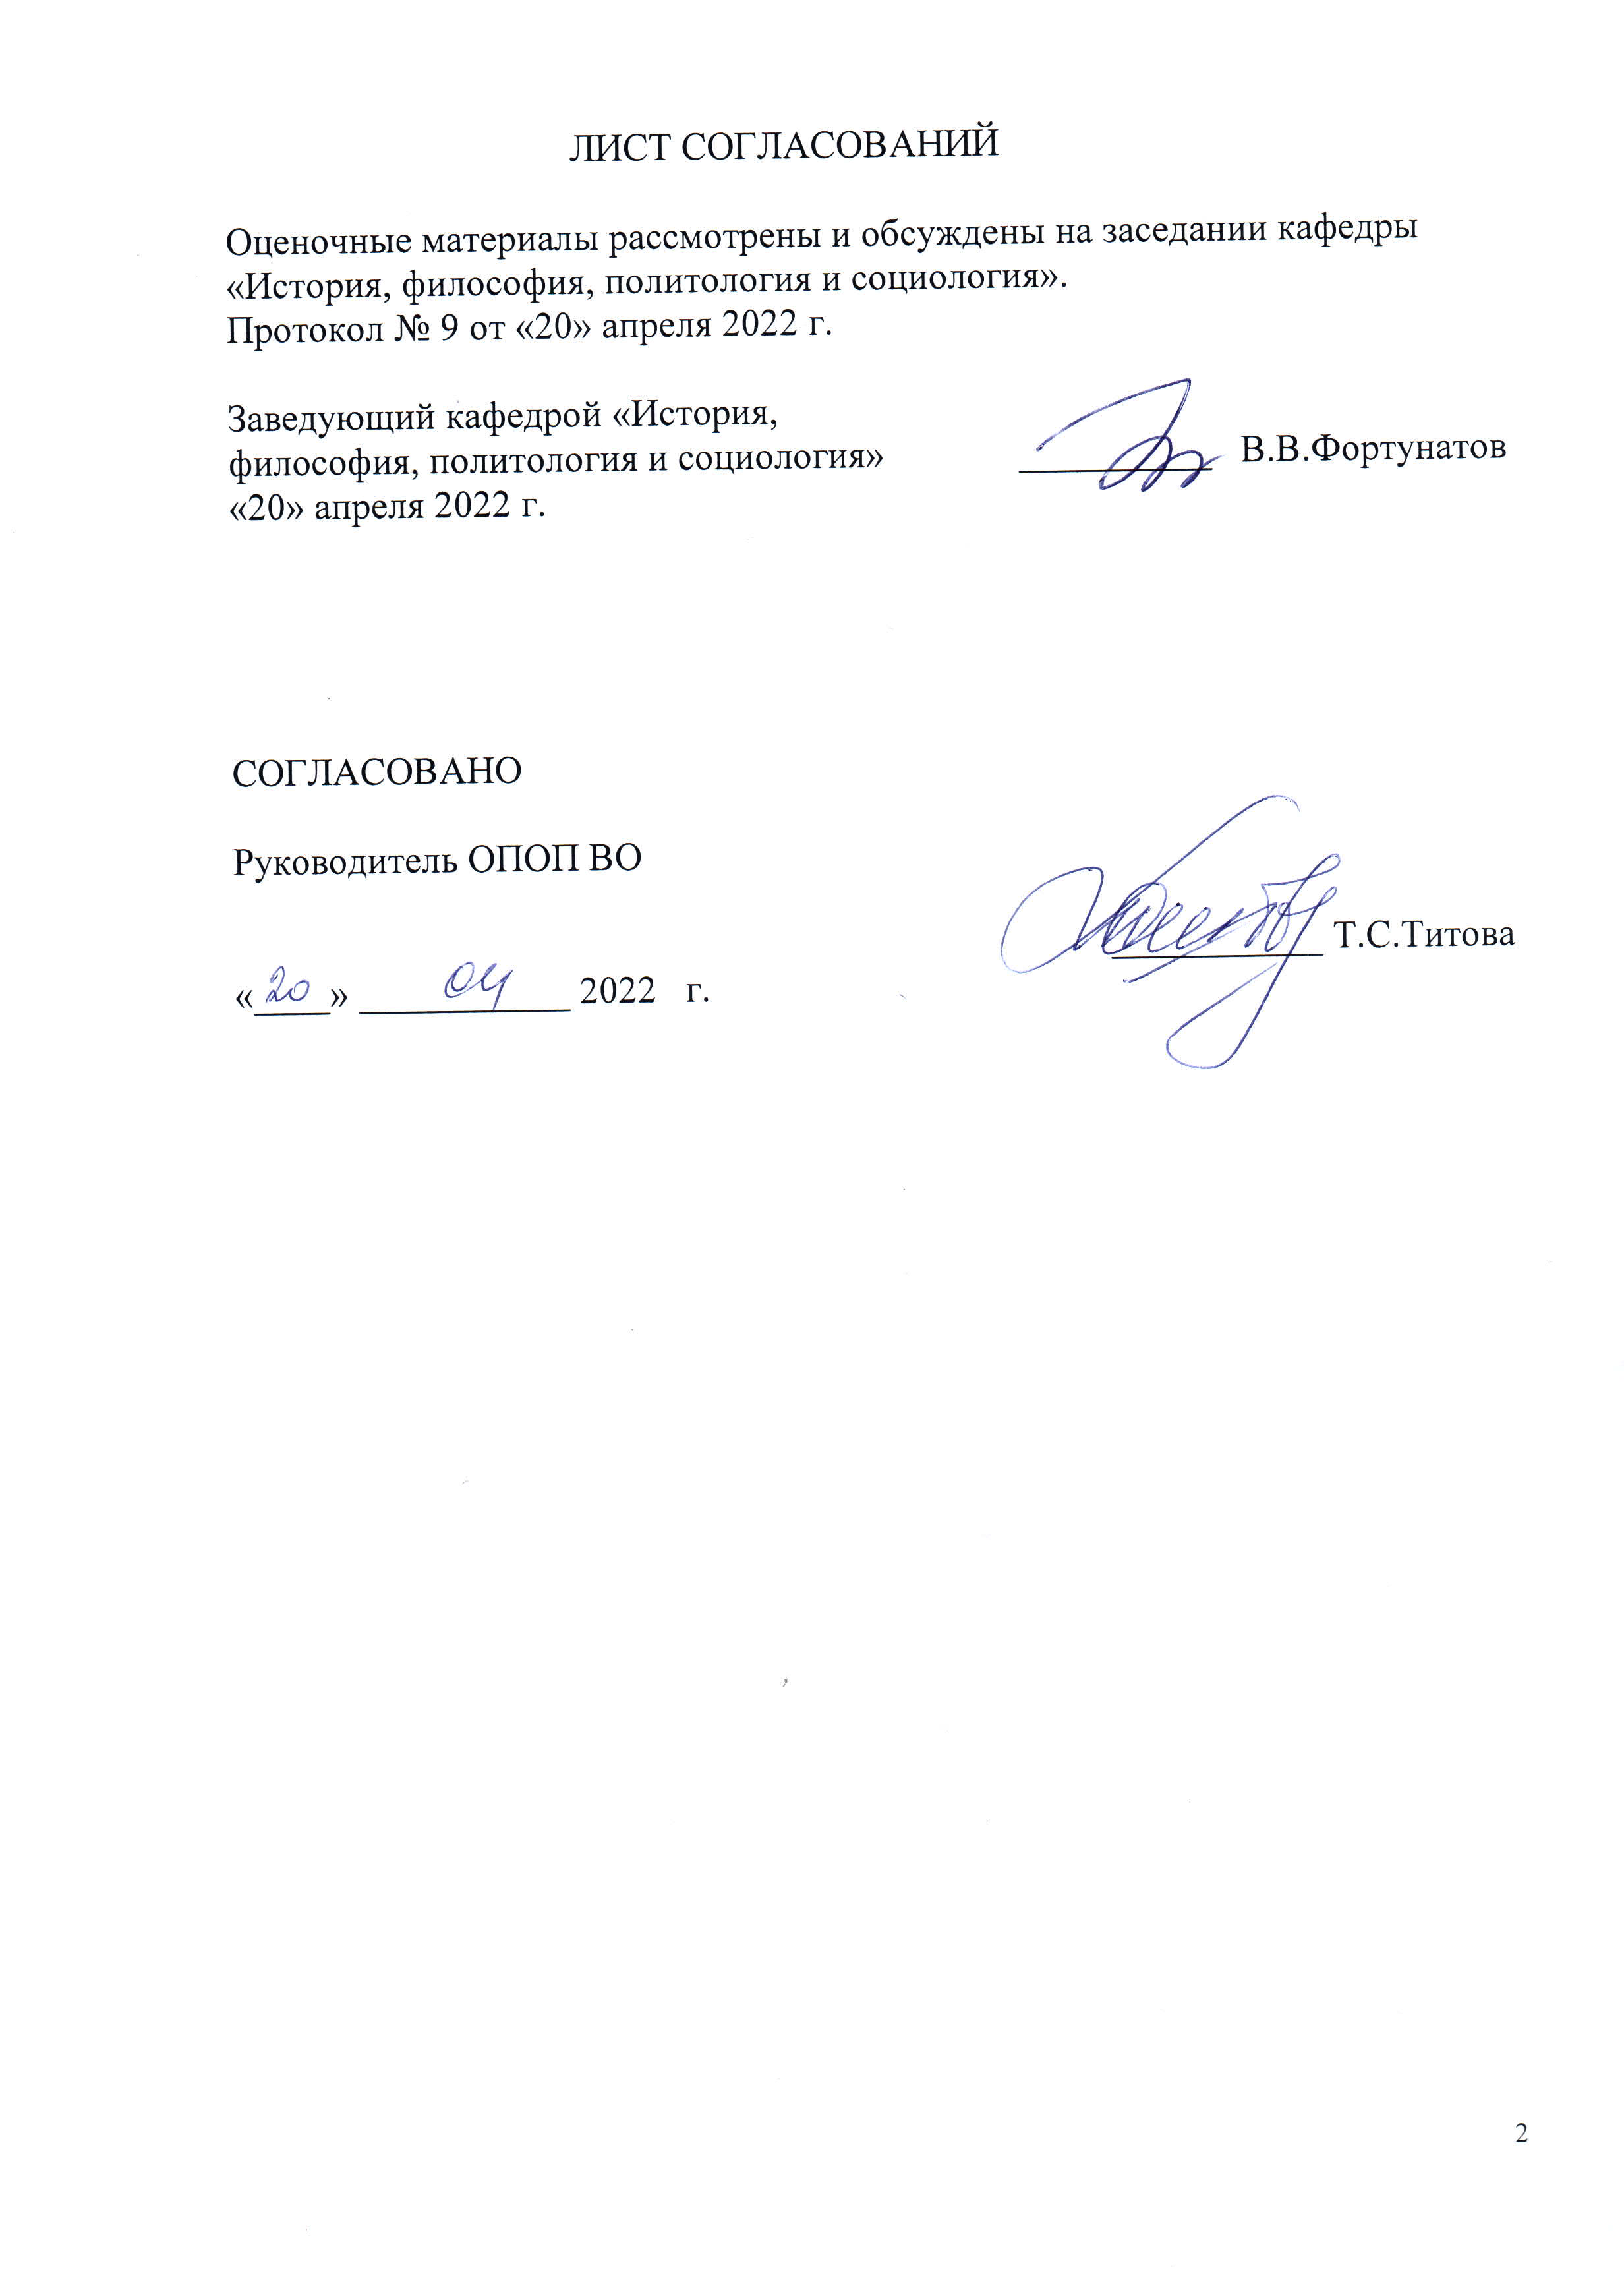 ЛИСТ СОГЛАСОВАНИЙ
Оценочные материалы рассмотрены и обсуждены на заседании кафедры
«История, философия, политология и социология».
Протокол № 9 от «20» апреля 2022 г.
Заведующий кафедрой «История,
философия, политология и социология» В.В.Фортунатов
«20» апреля 2022 г.
СОГЛАСОВАНО
Руководитель ОПОП ВО
Т.С.Титова
«20» 04 2022 г.
2